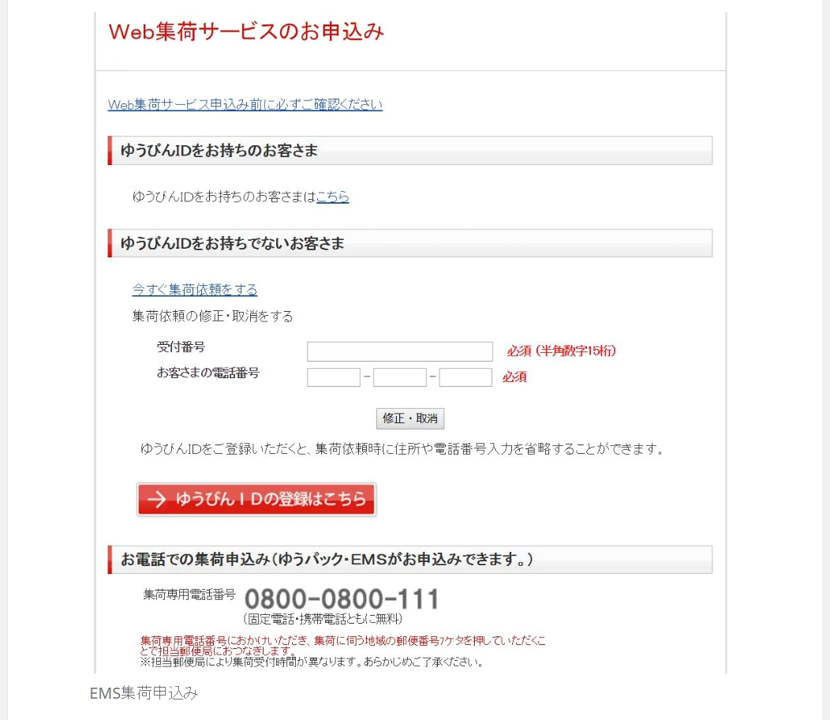 Web集荷サービスのお申込み
Web集荷サービス申込み前に必ずご確認ください
ゆうびんIDをお持ちのお客さま
ゆうびんIDをお持ちのお客さまはこちら
ゆうびんIDをお持ちでないお客さま
今すぐ集荷依頼をする
集荷依頼の修正・取消をする
受付番号 必須 (半角数字15桁)
お客さまの電話番号 - - 必須
修正・取消
ゆうびんIDをご登録いただくと、集荷依頼時に住所や電話番号入力を省略することができます。
→ ゆうびんIDの登録はこちら
お電話での集荷申込み(ゆうパック・EMSがお申込みできます。)
集荷専用電話番号 0800-0800-111
(固定電話・携帯電話ともに無料)
集荷専用電話番号におかけいただき、集荷に伺う地域の郵便番号7ケタを押していただくこ
とで担当郵便局におつなぎします。
※担当郵便局により集荷受付時間が異なります。あらかじめご了承ください。
EMS集荷申込み